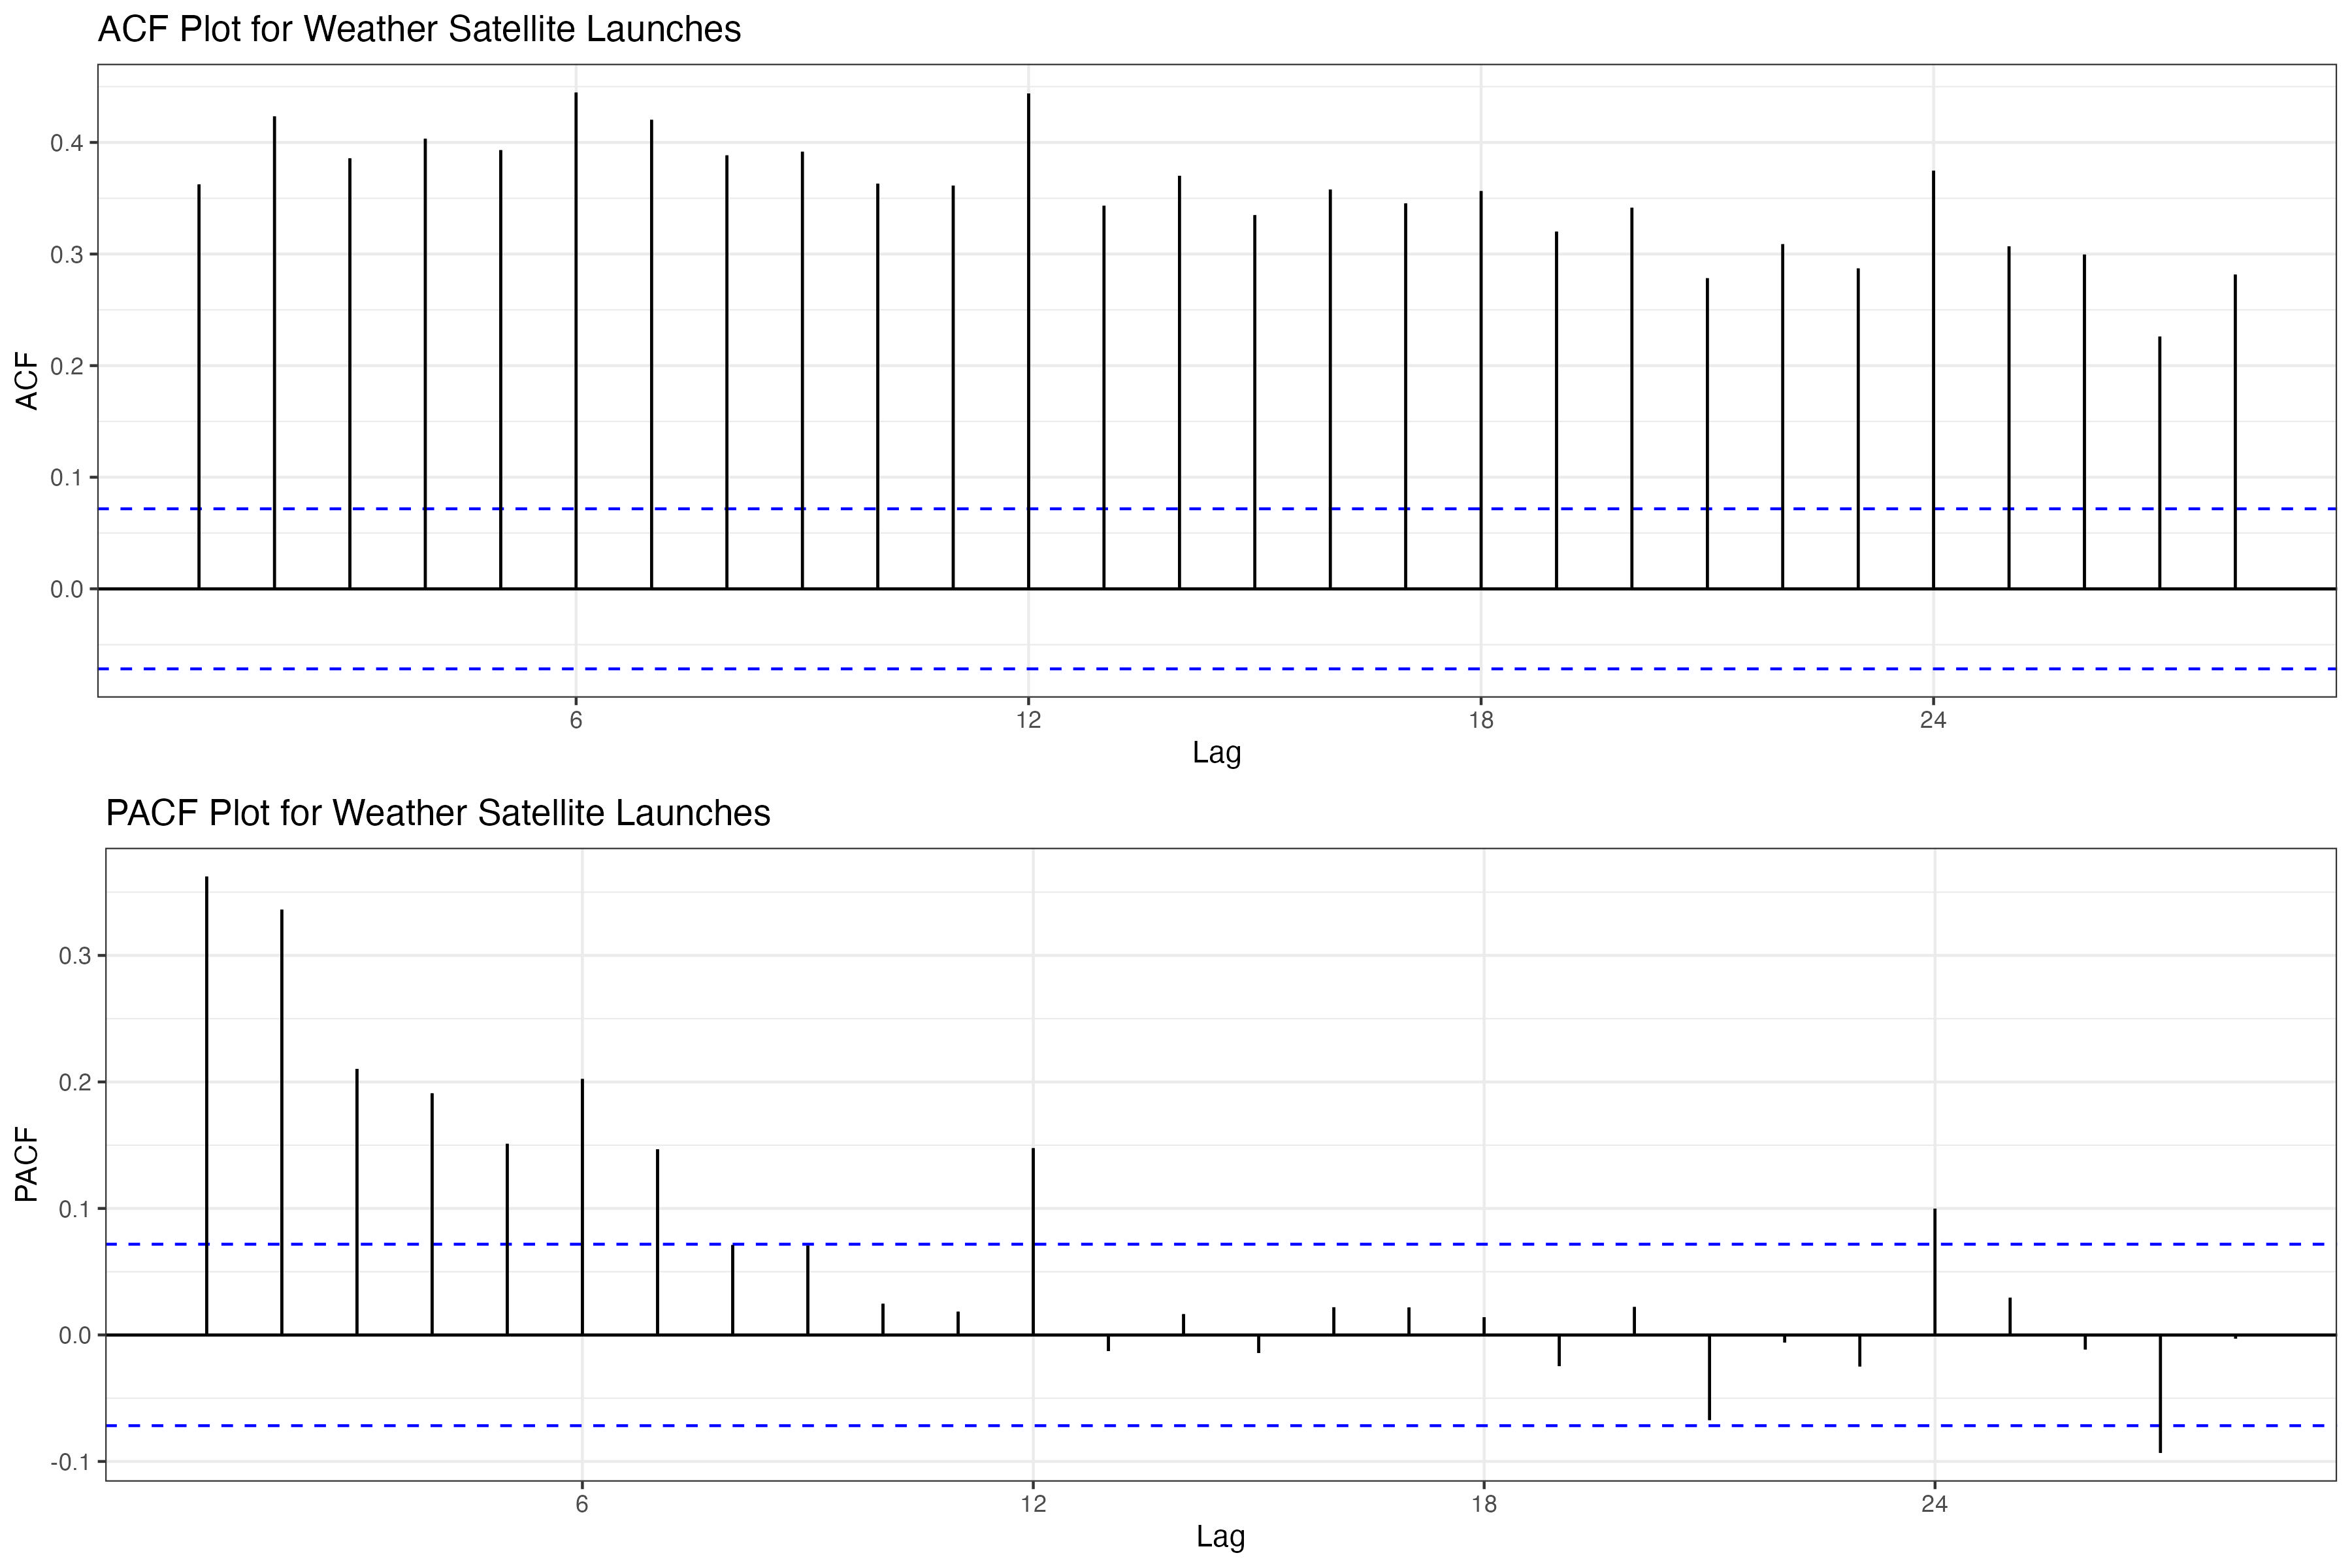 ACF Plot for Weather Satellite Launches
0.4
0.3
0.2
0.1
0.0
ACF
6 12 18 24
Lag
PACF Plot for Weather Satellite Launches
0.3
0.2
0.1
0.0
-0.1
PACF
6 12 18 24
Lag